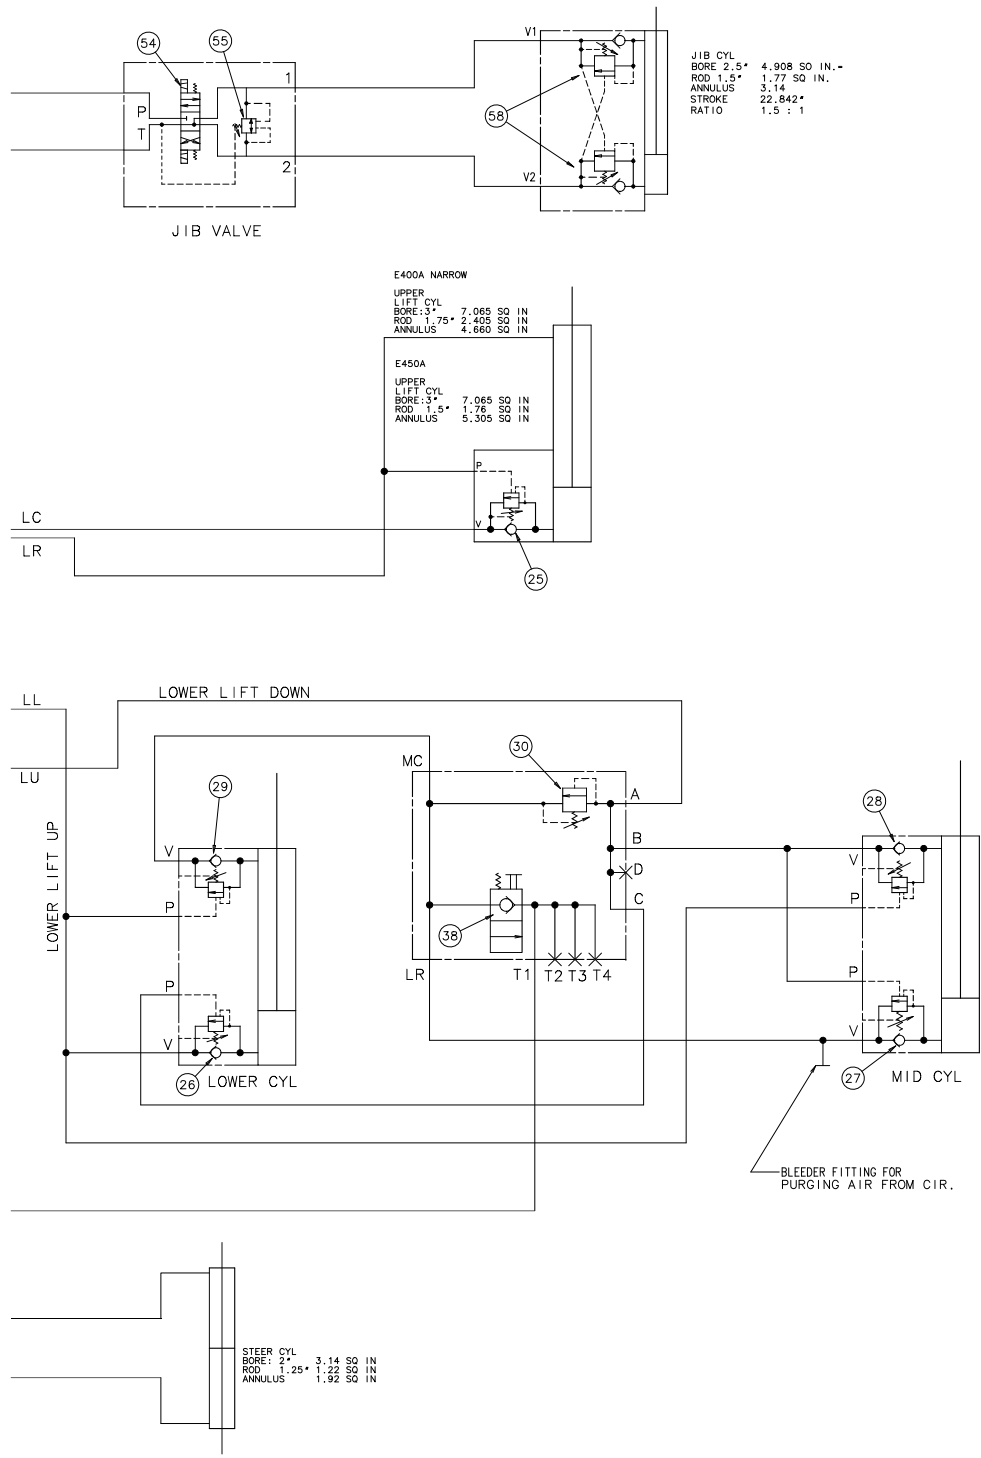 54
55
V1
1
P
T
2
JIB VALVE
58
V2
JIB CYL
BORE 2.5" 4.908 SO IN.-
ROD 1.5" 1.77 SQ IN.
ANNULUS 3.14
STROKE 22.842"
RATIO 1.5 : 1
E400A NARROW
UPPER
LIFT CYL
BORE:3" 7.065 SQ IN
ROD 1.75" 2.405 SQ IN
ANNULUS 4.660 SQ IN
E450A
UPPER
LIFT CYL
BORE:3" 7.065 SQ IN
ROD 1.5" 1.76 SQ IN
ANNULUS 5.305 SQ IN
P
LC
V
LR
25
LL
LOWER LIFT DOWN
LU
LOWER LIFT UP
MC
30
A
29
28
V
B
V
D
P
C
P
38
LR
T1
T2
T3
T4
P
P
V
V
26
LOWER CYL
27
MID CYL
BLEEDER FITTING FOR
PURGING AIR FROM CIR.
STEER CYL
BORE: 2" 3.14 SQ IN
ROD 1.25" 1.22 SQ IN
ANNULUS 1.92 SQ IN